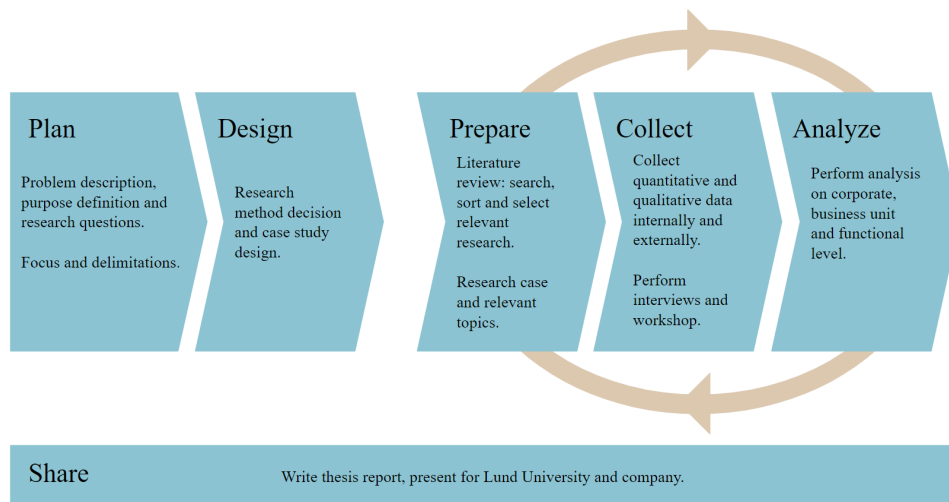 Plan
Problem description,
purpose definition and
research questions.
Focus and delimitations.
Design
Research
method decision
and case study
design.
Prepare
Literature
review: search,
sort and select
relevant
research.
Research case
and relevant
topics.
Collect
Collect
quantitative and
qualitative data
internally and
externally.
Perform
interviews and
workshop.
Analyze
Perform analysis
on corporate,
business unit
and functional
level.
Share
Write thesis report, present for Lund University and company.